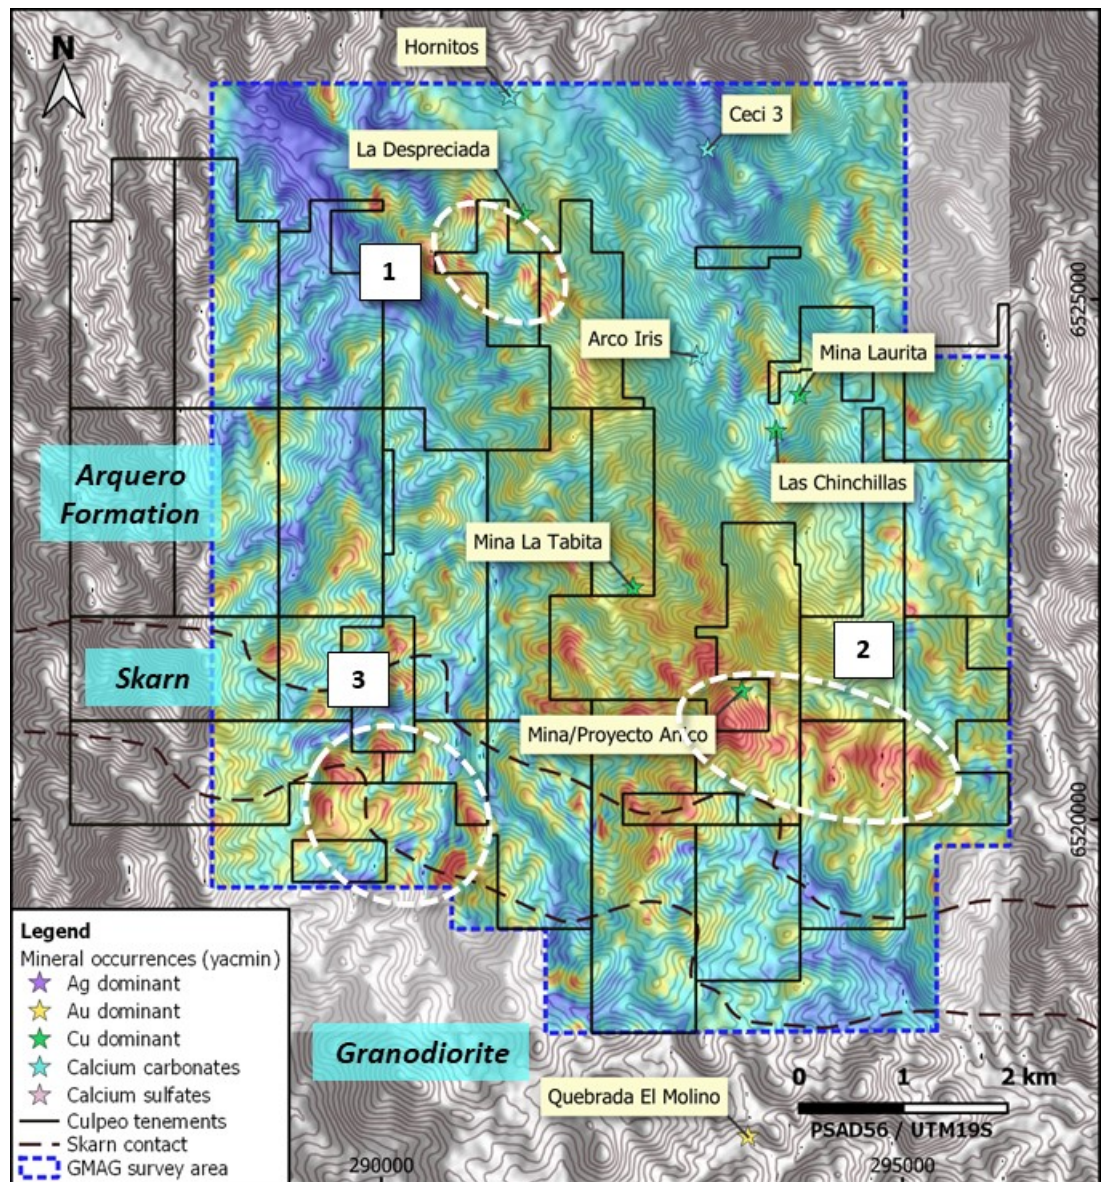 N
Hornitos
Ceci 3
La Despreciada
1
6525000
Arco Iris
Mina Laurita
Arquero
Formation
Las Chinchillas
Mina La Tabita
2
Skarn
3
Mina/Proyecto Anico
6520000
Legend
Mineral occurrences (yacmin)
Ag dominant
Au dominant
Cu dominant
Calcium carbonates
Calcium sulfates
Culpeo tenements
Skarn contact
GMAG survey area
Granodiorite
Quebrada El Molino
0 1 2 km
PSAD56 / UTM19S
290000
295000